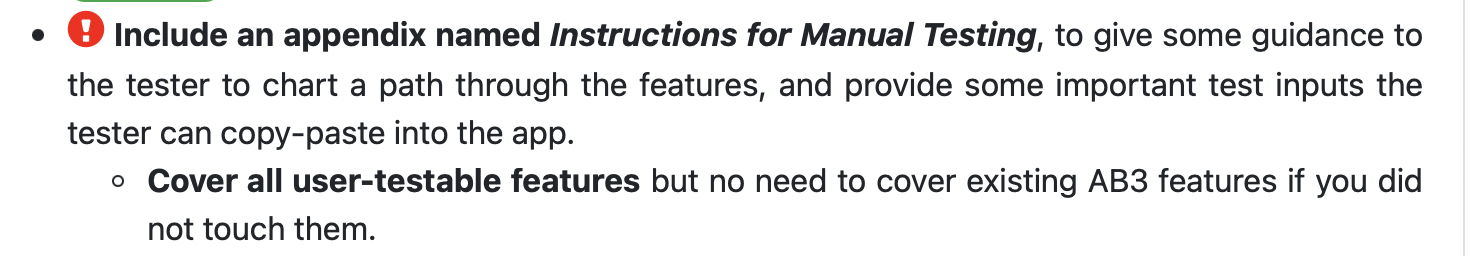 • ❗ Include an appendix named Instructions for Manual Testing, to give some guidance to
the tester to chart a path through the features, and provide some important test inputs the
tester can copy-paste into the app.
◦ Cover all user-testable features but no need to cover existing AB3 features if you did
not touch them.